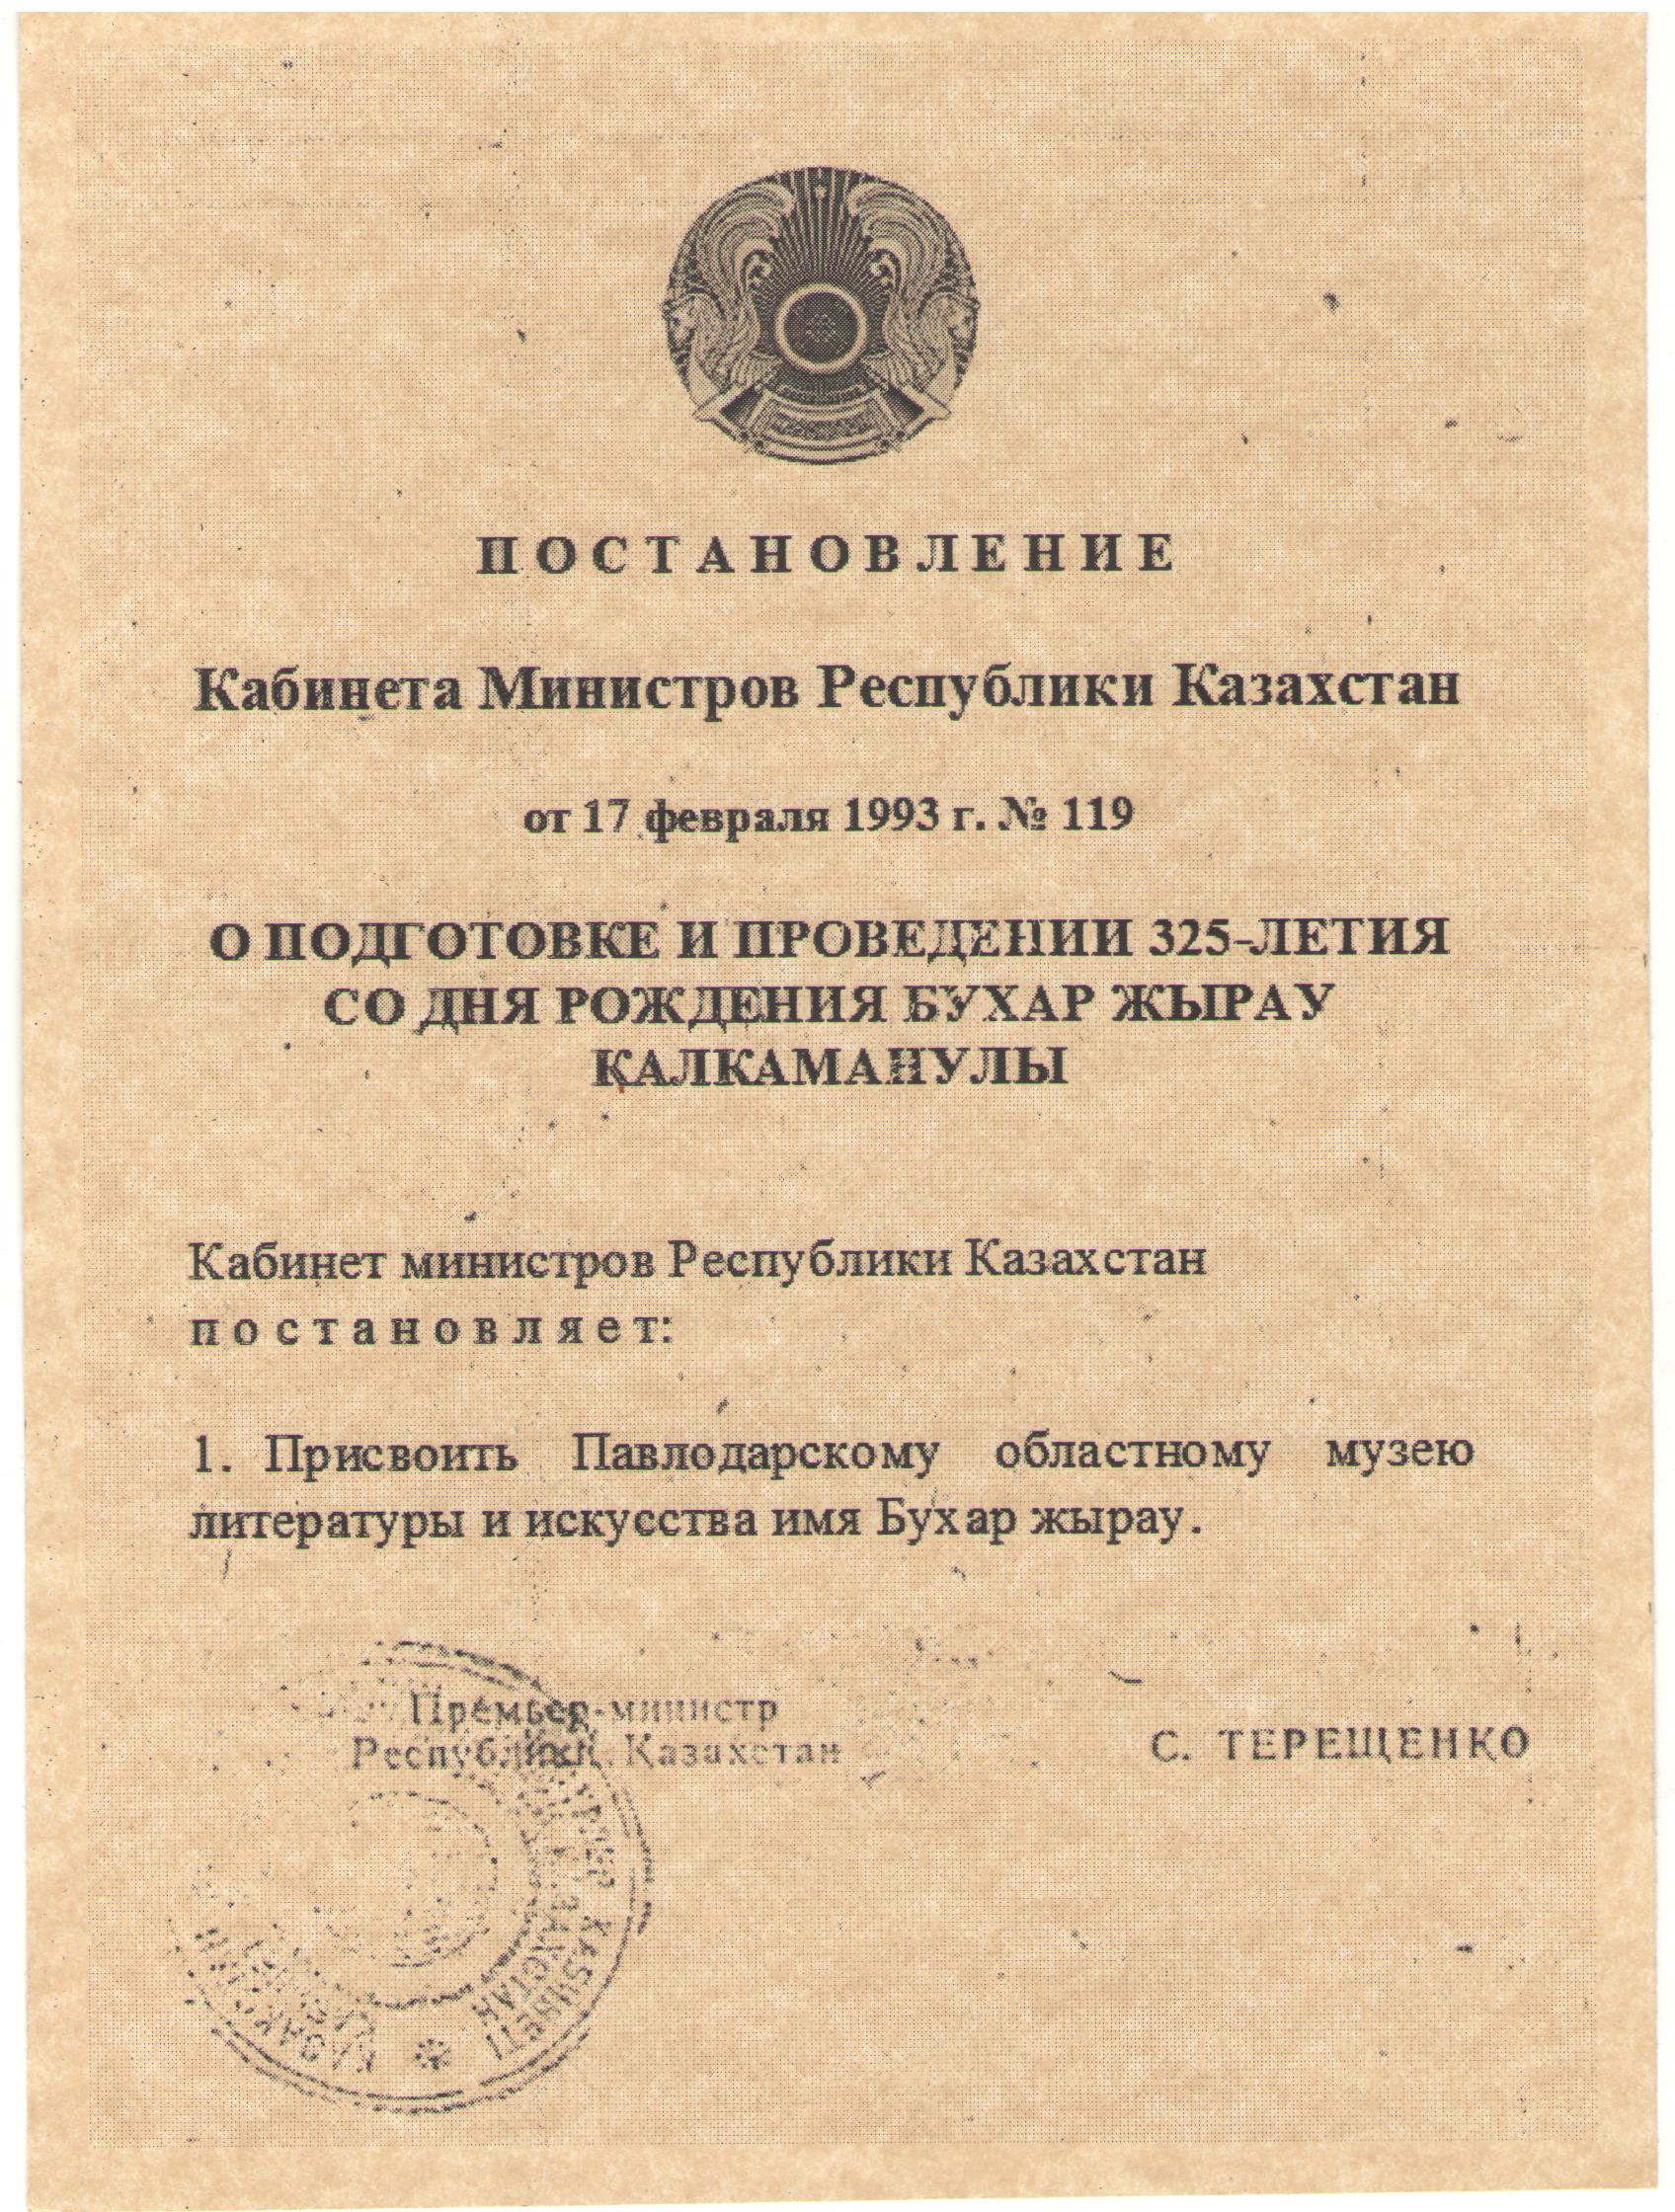 ПОСТАНОВЛЕНИЕ
Кабинета Министров Республики Казахстан
от 17 февраля 1993 г. № 119
О ПОДГОТОВКЕ И ПРОВЕДЕНИИ 325-ЛЕТИЯ
СО ДНЯ РОЖДЕНИЯ БУХАР ЖЫРАУ
КАЛКАМАНУЛЫ
Кабинет министров Республики Казахстан
постановляет:
1. Присвоить Павлодарскому областному музею
литературы и искусства имя Бухар жырау.
Премьер-министр
Республики Казахстан
С. ТЕРЕЩЕНКО